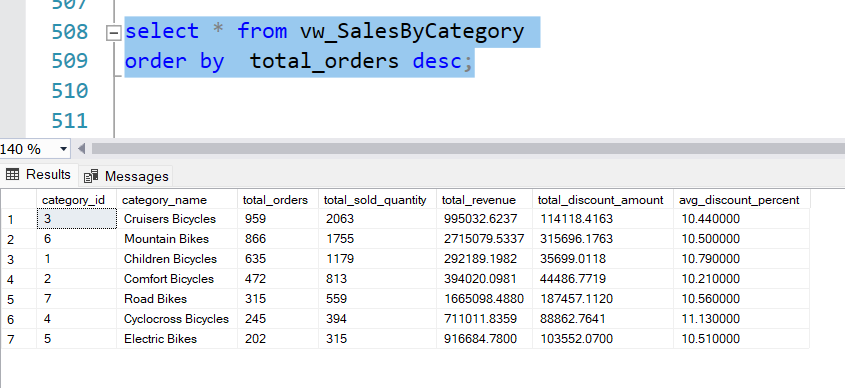 507
508 select * from vw_SalesByCategory
509 order by  total_orders desc;
510
511
140 %
Results Messages
category_id category_name total_orders total_sold_quantity total_revenue total_discount_amount avg_discount_percent
1 3 Cruisers Bicycles 959 2063 995032.6237 114118.4163 10.440000
2 6 Mountain Bikes 866 1755 2715079.5337 315696.1763 10.500000
3 1 Children Bicycles 635 1179 292189.1982 35699.0118 10.790000
4 2 Comfort Bicycles 472 813 394020.0981 44486.7719 10.210000
5 7 Road Bikes 315 559 1665098.4880 187457.1120 10.560000
6 4 Cyclocross Bicycles 245 394 711011.8359 88862.7641 11.130000
7 5 Electric Bikes 202 315 916684.7800 103552.0700 10.510000